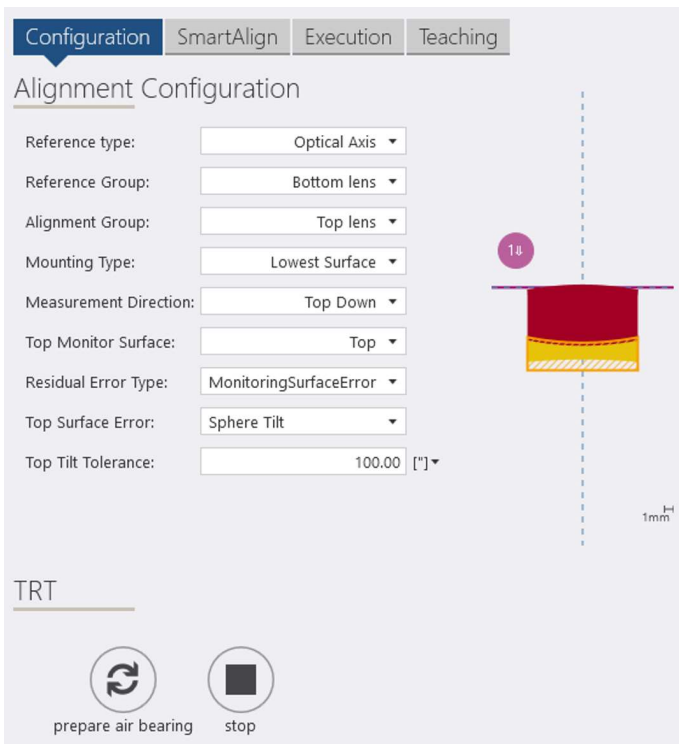 Configuration SmartAlign Execution Teaching
Alignment Configuration
Reference type: Optical Axis
Reference Group: Bottom lens
Alignment Group: Top lens
Mounting Type: Lowest Surface
Measurement Direction: Top Down
Top Monitor Surface: Top
Residual Error Type: MonitoringSurfaceError
Top Surface Error: Sphere Tilt
Top Tilt Tolerance: 100.00 ["]
1⇓
1mm
TRT
prepare air bearing stop